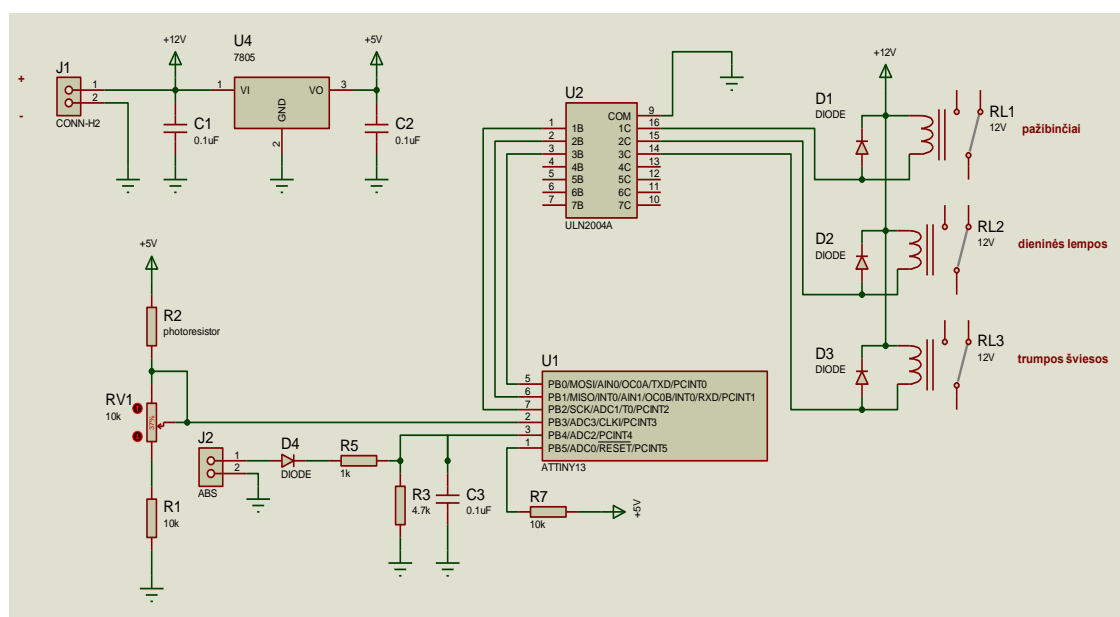 +
-
J1
1
2
CONN-H2
+12V
C1
0.1uF
U4
7805
1
VI
VO
3
GND
2
+5V
C2
0.1uF
U2
COM
9
1
1B
1C
16
2
2B
2C
15
3
3B
3C
14
4
4B
4C
13
5
5B
5C
12
6
6B
6C
11
7
7B
7C
10
ULN2004A
+12V
D1
DIODE
RL1
12V
pažibinčiai
D2
DIODE
RL2
12V
dieninės lempos
D3
DIODE
RL3
12V
trumpos šviesos
+5V
R2
photoresistor
RV1
10k
37%
R1
10k
J2
1
2
ABS
D4
DIODE
R5
1k
R3
4.7k
C3
0.1uF
U1
5
PB0/MOSI/AIN0/OC0A/TXD/PCINT0
6
PB1/MISO/INT0/AIN1/OC0B/INT0/RXD/PCINT1
7
PB2/SCK/ADC1/T0/PCINT2
2
PB3/ADC3/CLKI/PCINT3
3
PB4/ADC2/PCINT4
1
PB5/ADC0/RESET/PCINT5
ATTINY13
R7
10k
+5V